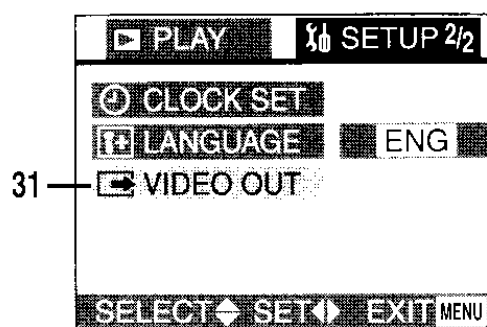 PLAY SETUP 2/2
CLOCK SET
LANGUAGE ENG
31 VIDEO OUT
SELECT SET EXIT MENU